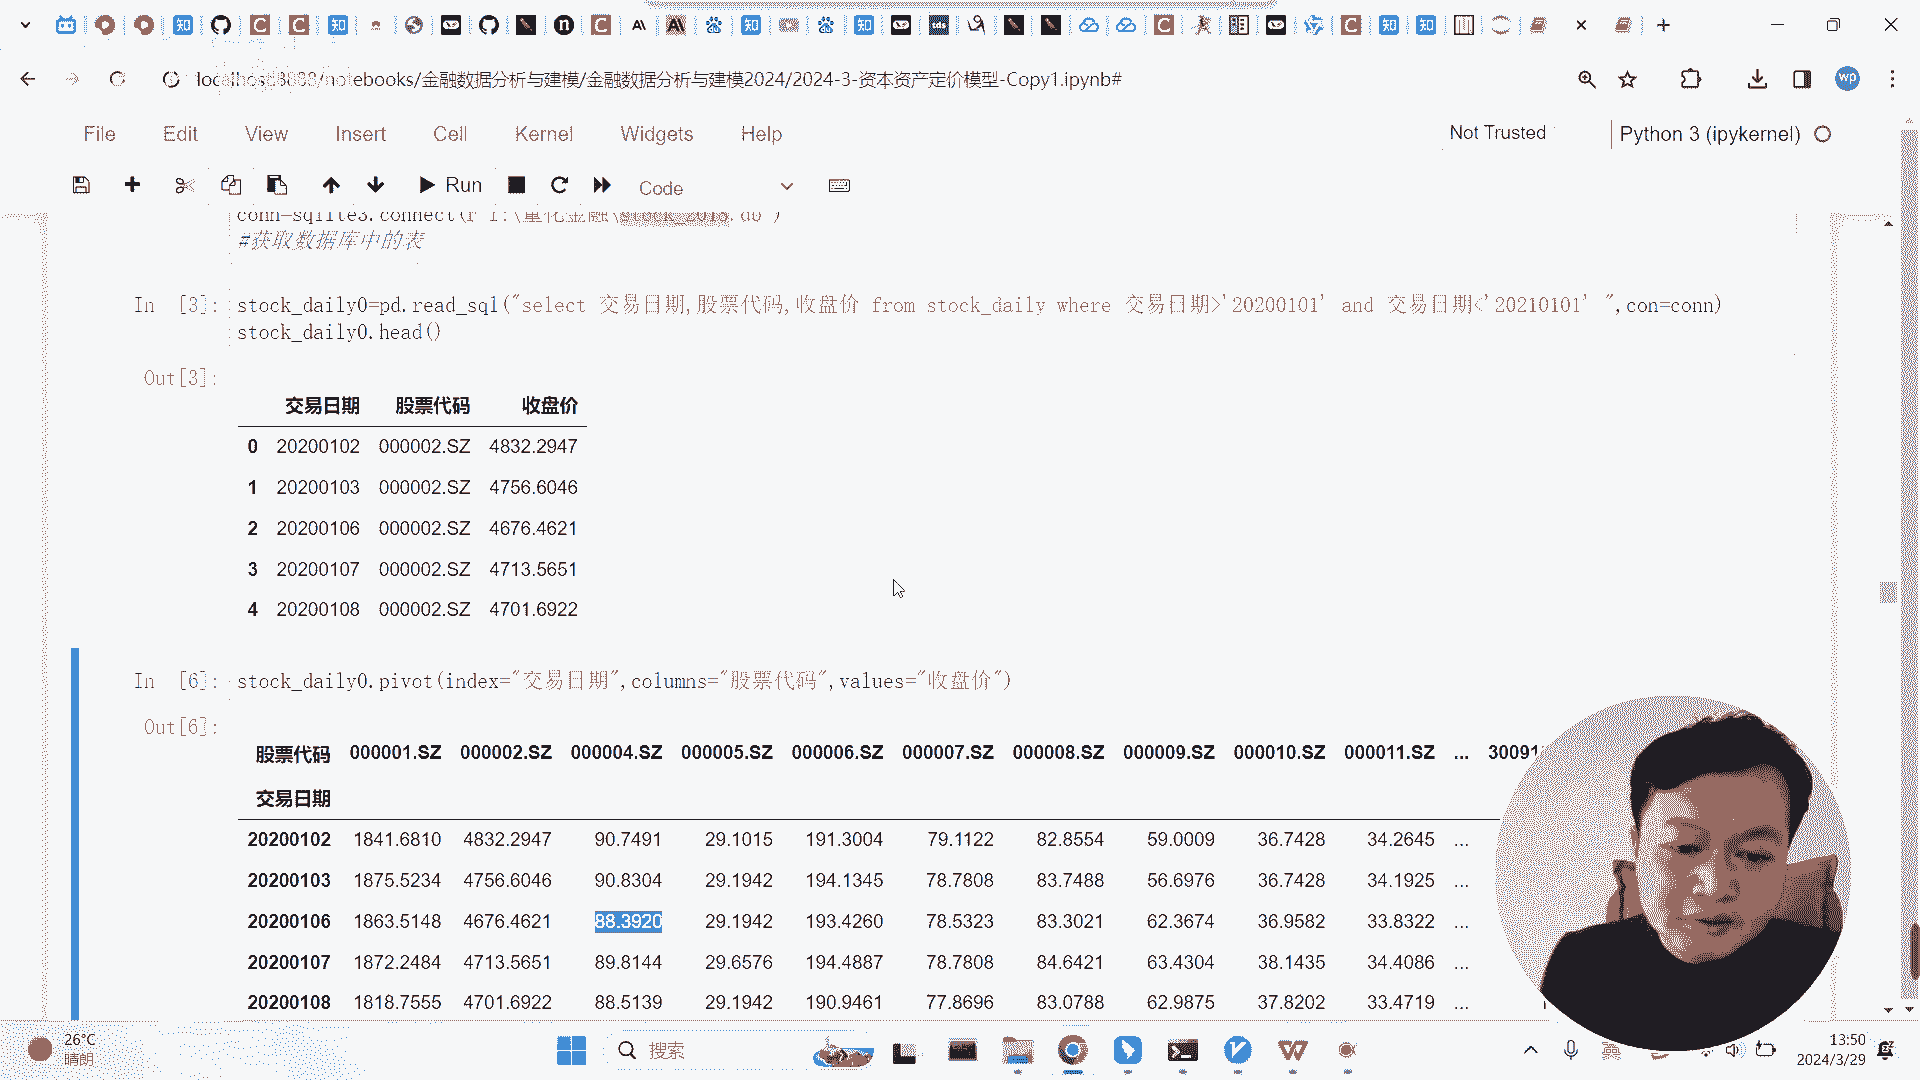 localhost:8888/notebooks/金融数据分析与建模/金融数据分析与建模2024/2024-3-资本资产定价模型-Copy1.ipynb#
wp
File Edit View Insert Cell Kernel Widgets Help
Not Trusted
Python 3 (ipykernel)
Run
Code
#获取数据库中的表
In [3]:
stock_daily0=pd.read_sql("select 交易日期,股票代码,收盘价 from stock_daily where 交易日期>'20200101' and 交易日期<'20210101' ",con=conn)
stock_daily0.head()
Out[3]:
交易日期 股票代码 收盘价
0 20200102 000002.SZ 4832.2947
1 20200103 000002.SZ 4756.6046
2 20200106 000002.SZ 4676.4621
3 20200107 000002.SZ 4713.5651
4 20200108 000002.SZ 4701.6922
In [6]:
stock_daily0.pivot(index="交易日期",columns="股票代码",values="收盘价")
Out[6]:
股票代码 000001.SZ 000002.SZ 000004.SZ 000005.SZ 000006.SZ 000007.SZ 000008.SZ 000009.SZ 000010.SZ 000011.SZ ...
交易日期
20200102 1841.6810 4832.2947 90.7491 29.1015 191.3004 79.1122 82.8554 59.0009 36.7428 34.2645 ...
20200103 1875.5234 4756.6046 90.8304 29.1942 194.1345 78.7808 83.7488 56.6976 36.7428 34.1925 ...
20200106 1863.5148 4676.4621 88.3920 29.1942 193.4260 78.5323 83.3021 62.3674 36.9582 33.8322 ...
20200107 1872.2484 4713.5651 89.8144 29.6576 194.4887 78.7808 84.6421 63.4304 38.1435 34.4086 ...
20200108 1818.7555 4701.6922 88.5139 29.1942 190.9461 77.8696 83.0788 62.9875 37.8202 33.4719 ...
26°C
晴朗
搜索
13:50
2024/3/29